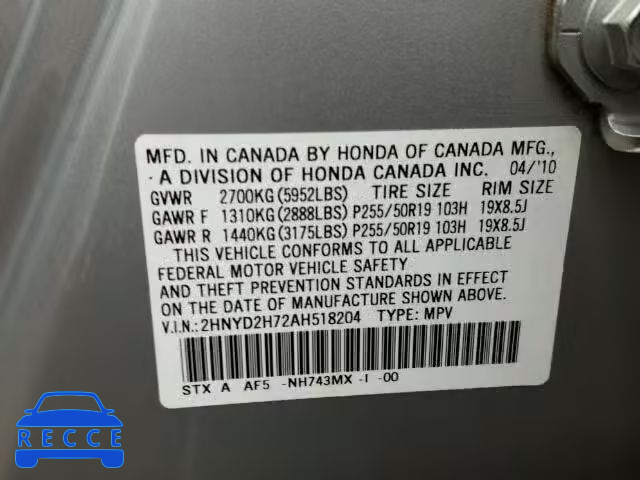 MFD. IN CANADA BY HONDA OF CANADA MFG.,
A DIVISION OF HONDA CANADA INC. 04/'10
GVWR 2700KG(5952LBS) TIRE SIZE RIM SIZE
GAWR F 1310KG(2888LBS) P255/50R19 103H 19X8.5J
GAWR R 1440KG(3175LBS) P255/50R19 103H 19X8.5J
THIS VEHICLE CONFORMS TO ALL APPLICABLE
FEDERAL MOTOR VEHICLE SAFETY
AND THEFT PREVENTION STANDARDS IN EFFECT
ON THE DATE OF MANUFACTURE SHOWN ABOVE.
V.I.N.:2HNYD2H72AH518204 TYPE: MPV
STX A AF5 -NH743MX -I -00